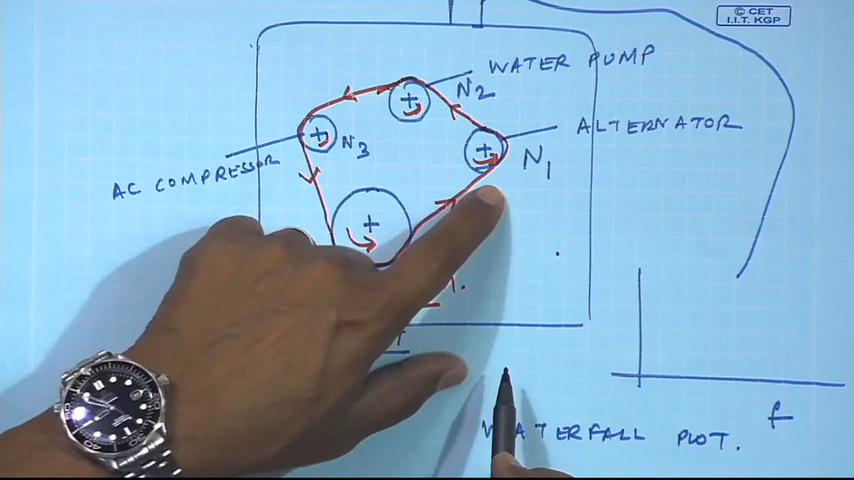 © CET
I.I.T. KGP
WATER PUMP
N2
ALTERNATOR
N1
N3
AC COMPRESSOR
f
WATERFALL PLOT.